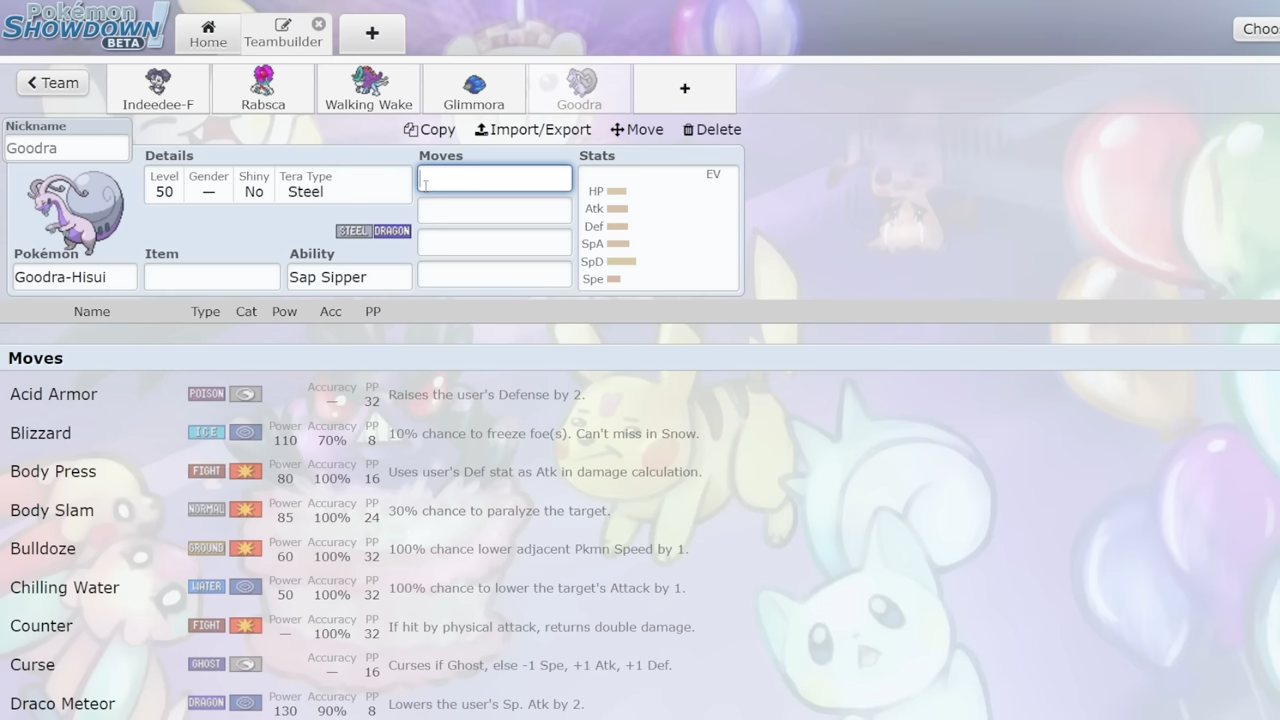 Pokémon
SHOWDOWN!
BETA
Home
Teambuilder
+
Choo
Team
Indeedee-F
Rabsca
Walking Wake
Glimmora
Goodra
+
Copy
Import/Export
Move
Delete
Nickname
Goodra
Details
Moves
Stats
Level
Gender
Shiny
Tera Type
EV
50
—
No
Steel
HP
Atk
Def
STEEL DRAGON
SpA
Pokémon
Item
Ability
SpD
Goodra-Hisui
Sap Sipper
Spe
Name Type Cat Pow Acc PP
Moves
Acid Armor POISON Accuracy — PP 32 Raises the user's Defense by 2.
Blizzard ICE Power 110 Accuracy 70% PP 8 10% chance to freeze foe(s). Can't miss in Snow.
Body Press FIGHT Power 80 Accuracy 100% PP 16 Uses user's Def stat as Atk in damage calculation.
Body Slam NORMAL Power 85 Accuracy 100% PP 24 30% chance to paralyze the target.
Bulldoze GROUND Power 60 Accuracy 100% PP 32 100% chance lower adjacent Pkmn Speed by 1.
Chilling Water WATER Power 50 Accuracy 100% PP 32 100% chance to lower the target's Attack by 1.
Counter FIGHT Power — Accuracy 100% PP 32 If hit by physical attack, returns double damage.
Curse GHOST Accuracy — PP 16 Curses if Ghost, else -1 Spe, +1 Atk, +1 Def.
Draco Meteor DRAGON Power 130 Accuracy 90% PP 8 Lowers the user's Sp. Atk by 2.